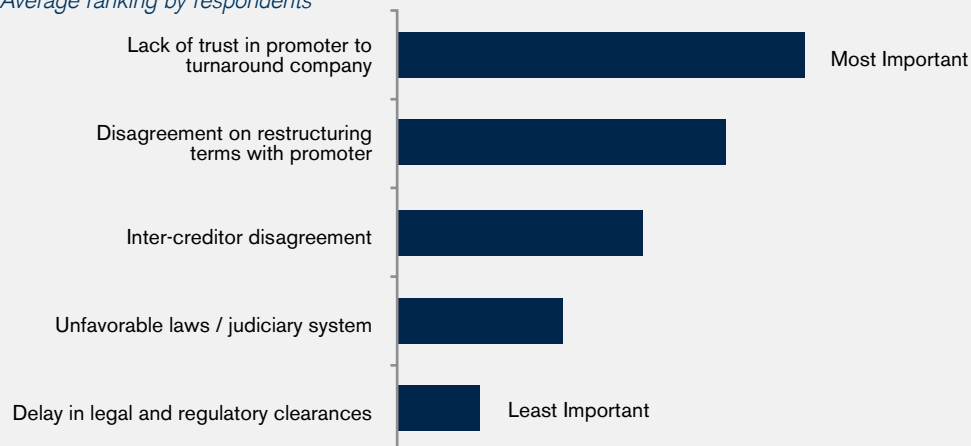 Average ranking by respondents
Lack of trust in promoter to
turnaround company
Most Important
Disagreement on restructuring
terms with promoter
Inter-creditor disagreement
Unfavorable laws / judiciary system
Delay in legal and regulatory clearances
Least Important